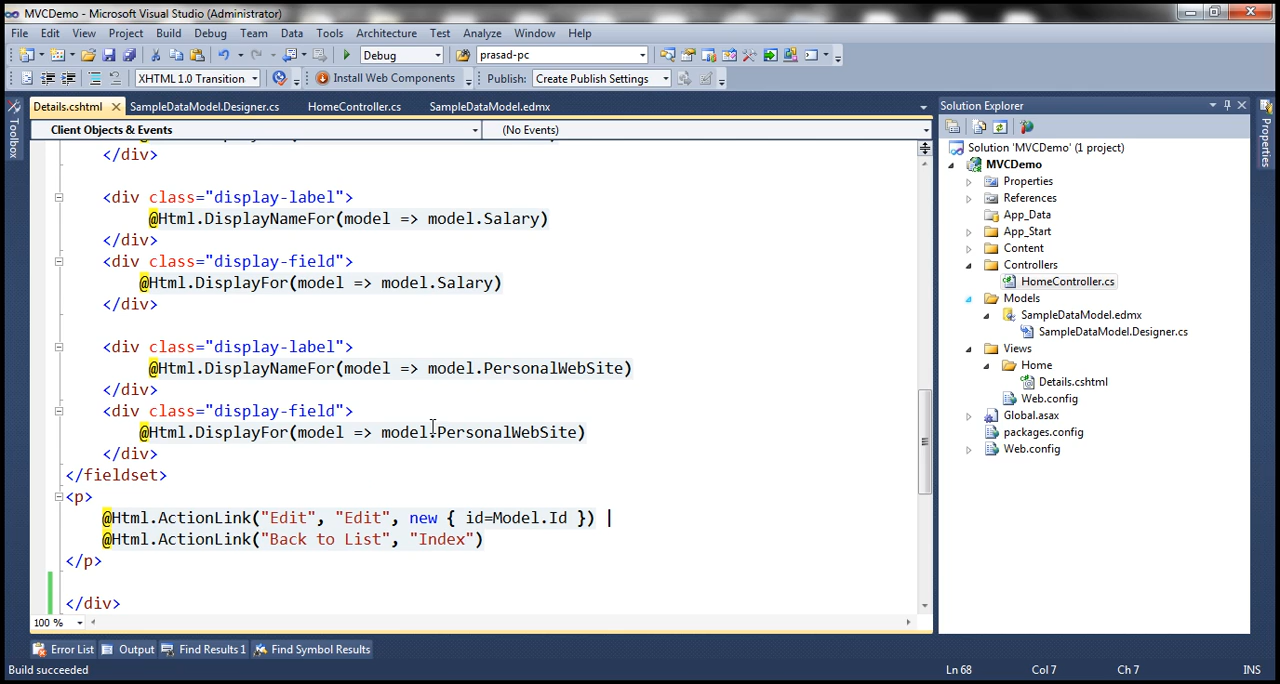 MVCDemo - Microsoft Visual Studio (Administrator)
File Edit View Project Build Debug Team Data Tools Architecture Test Analyze Window Help
Debug prasad-pc
XHTML 1.0 Transition Install Web Components Publish: Create Publish Settings
Details.cshtml SampleDataModel.Designer.cs HomeController.cs SampleDataModel.edmx
Client Objects & Events (No Events)
</div>
<div class="display-label">
@Html.DisplayNameFor(model => model.Salary)
</div>
<div class="display-field">
@Html.DisplayFor(model => model.Salary)
</div>
<div class="display-label">
@Html.DisplayNameFor(model => model.PersonalWebSite)
</div>
<div class="display-field">
@Html.DisplayFor(model => model.PersonalWebSite)
</div>
</fieldset>
<p>
@Html.ActionLink("Edit", "Edit", new { id=Model.Id }) |
@Html.ActionLink("Back to List", "Index")
</p>
</div>
100 %
Toolbox
Solution Explorer
Solution 'MVCDemo' (1 project)
MVCDemo
Properties
References
App_Data
App_Start
Content
Controllers
HomeController.cs
Models
SampleDataModel.edmx
SampleDataModel.Designer.cs
Views
Home
Details.cshtml
Web.config
Global.asax
packages.config
Web.config
Properties
Error List Output Find Results 1 Find Symbol Results
Build succeeded Ln 68 Col 7 Ch 7 INS